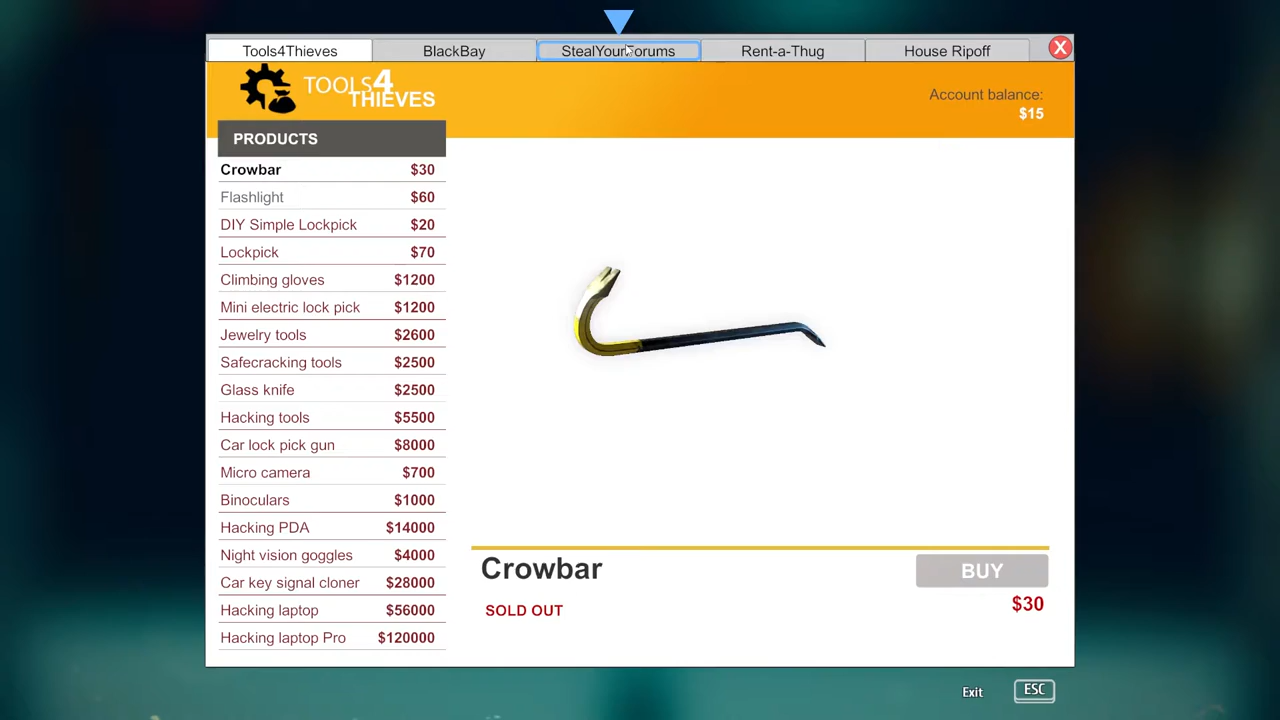 Tools4Thieves BlackBay StealYourForums Rent-a-Thug House Ripoff X
TOOLS4
THIEVES
Account balance:
$15
PRODUCTS
Crowbar $30
Flashlight $60
DIY Simple Lockpick $20
Lockpick $70
Climbing gloves $1200
Mini electric lock pick $1200
Jewelry tools $2600
Safecracking tools $2500
Glass knife $2500
Hacking tools $5500
Car lock pick gun $8000
Micro camera $700
Binoculars $1000
Hacking PDA $14000
Night vision goggles $4000
Car key signal cloner $28000
Hacking laptop $56000
Hacking laptop Pro $120000
Crowbar BUY
SOLD OUT $30
Exit ESC